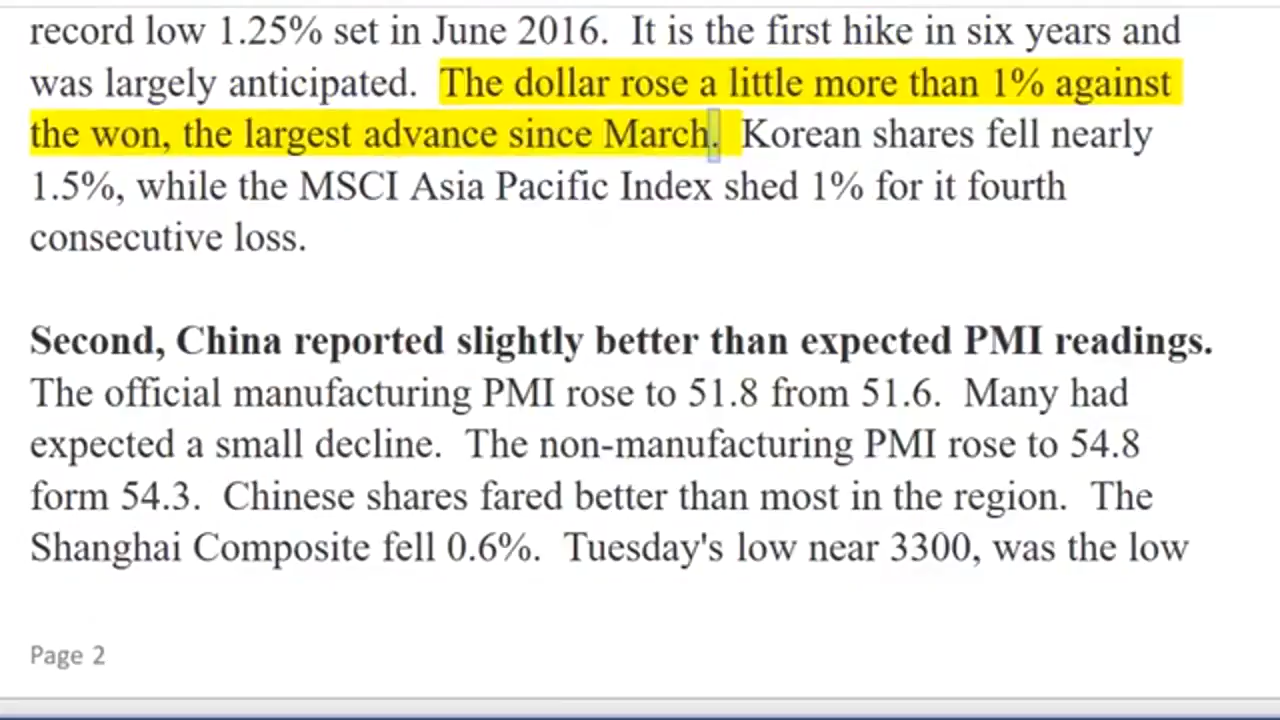 record low 1.25% set in June 2016.  It is the first hike in six years and
was largely anticipated.  The dollar rose a little more than 1% against
the won, the largest advance since March.  Korean shares fell nearly
1.5%, while the MSCI Asia Pacific Index shed 1% for it fourth
consecutive loss.
Second, China reported slightly better than expected PMI readings.
The official manufacturing PMI rose to 51.8 from 51.6.  Many had
expected a small decline.  The non-manufacturing PMI rose to 54.8
form 54.3.  Chinese shares fared better than most in the region.  The
Shanghai Composite fell 0.6%.  Tuesday's low near 3300, was the low
Page 2